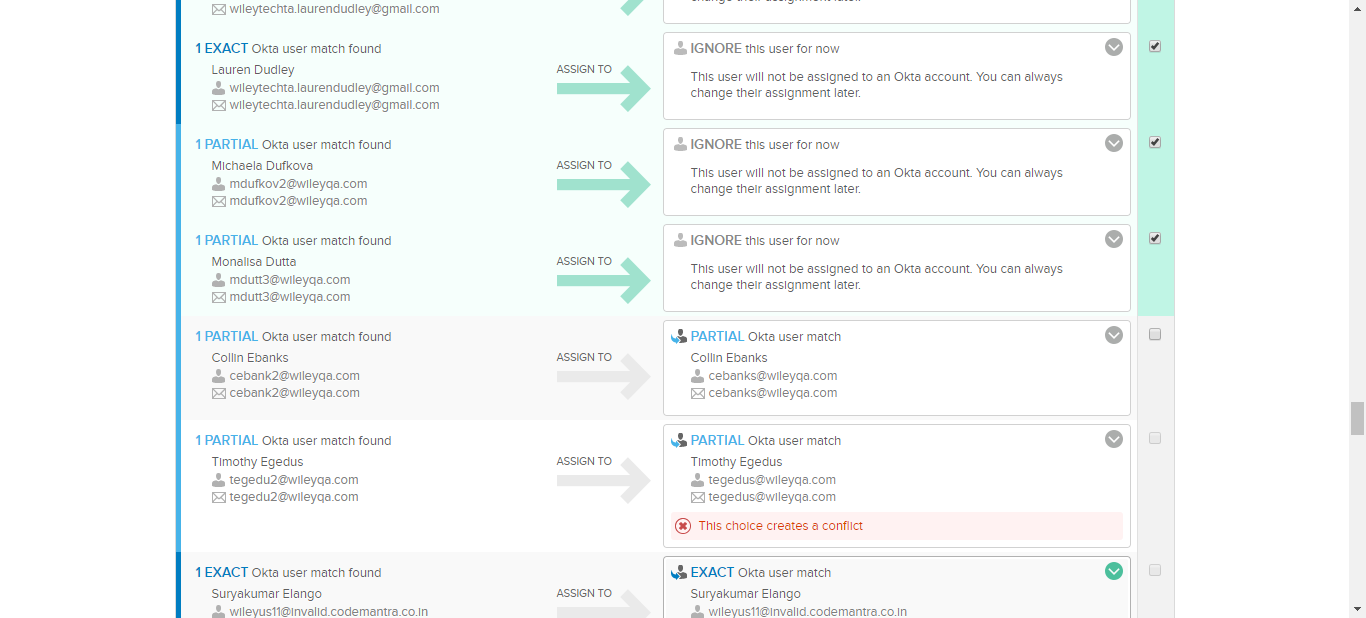 wileytechta.laurendudley@gmail.com
change their assignment later.
1 EXACT Okta user match found
Lauren Dudley
wileytechta.laurendudley@gmail.com
wileytechta.laurendudley@gmail.com
ASSIGN TO
IGNORE this user for now
This user will not be assigned to an Okta account. You can always
change their assignment later.
1 PARTIAL Okta user match found
Michaela Dufkova
mdufkov2@wileyqa.com
mdufkov2@wileyqa.com
ASSIGN TO
IGNORE this user for now
This user will not be assigned to an Okta account. You can always
change their assignment later.
1 PARTIAL Okta user match found
Monalisa Dutta
mdutt3@wileyqa.com
mdutt3@wileyqa.com
ASSIGN TO
IGNORE this user for now
This user will not be assigned to an Okta account. You can always
change their assignment later.
1 PARTIAL Okta user match found
Collin Ebanks
cebank2@wileyqa.com
cebank2@wileyqa.com
ASSIGN TO
PARTIAL Okta user match
Collin Ebanks
cebanks@wileyqa.com
cebanks@wileyqa.com
1 PARTIAL Okta user match found
Timothy Egedus
tegedu2@wileyqa.com
tegedu2@wileyqa.com
ASSIGN TO
PARTIAL Okta user match
Timothy Egedus
tegedus@wileyqa.com
tegedus@wileyqa.com
This choice creates a conflict
1 EXACT Okta user match found
Suryakumar Elango
wileyus11@invalid.codemantra.co.in
ASSIGN TO
EXACT Okta user match
Suryakumar Elango
wileyus11@invalid.codemantra.co.in